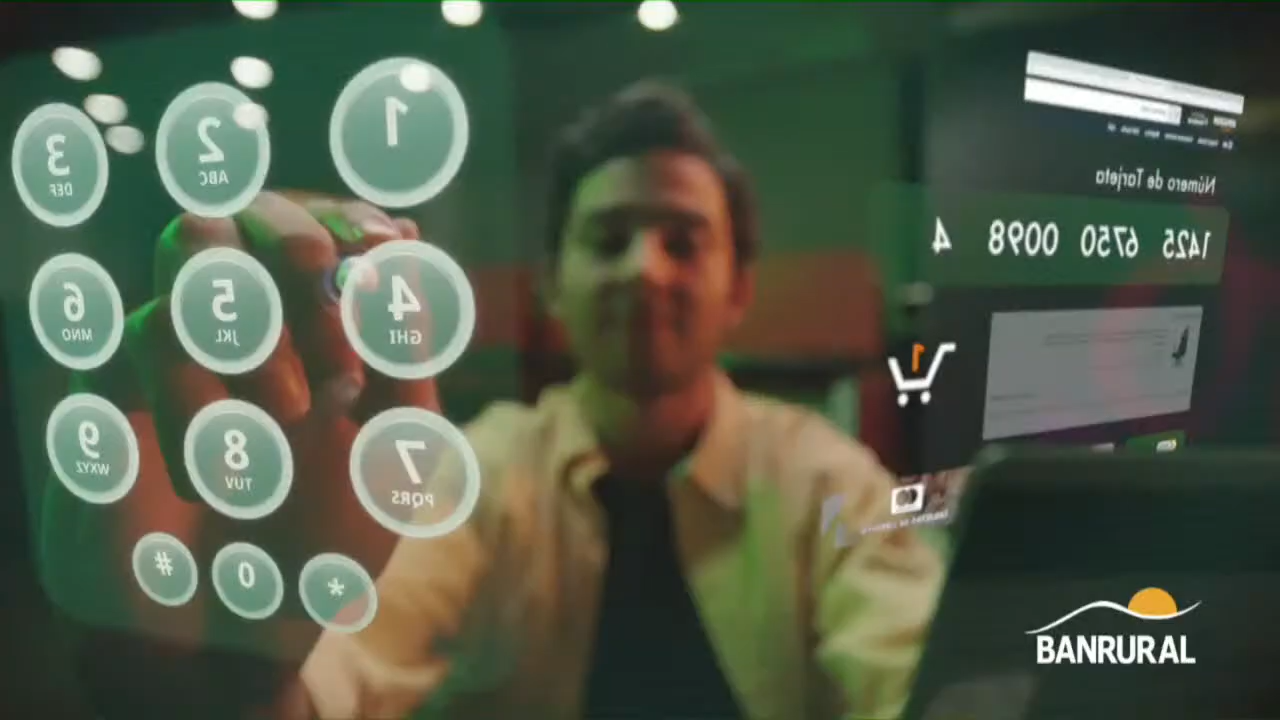 1
2
ABC
3
DEF
4
GHI
5
JKL
6
MNO
7
PQRS
8
TUV
9
WXYZ
*
0
#
Número de Tarjeta
1425 6750 0098 4
1
BANRURAL